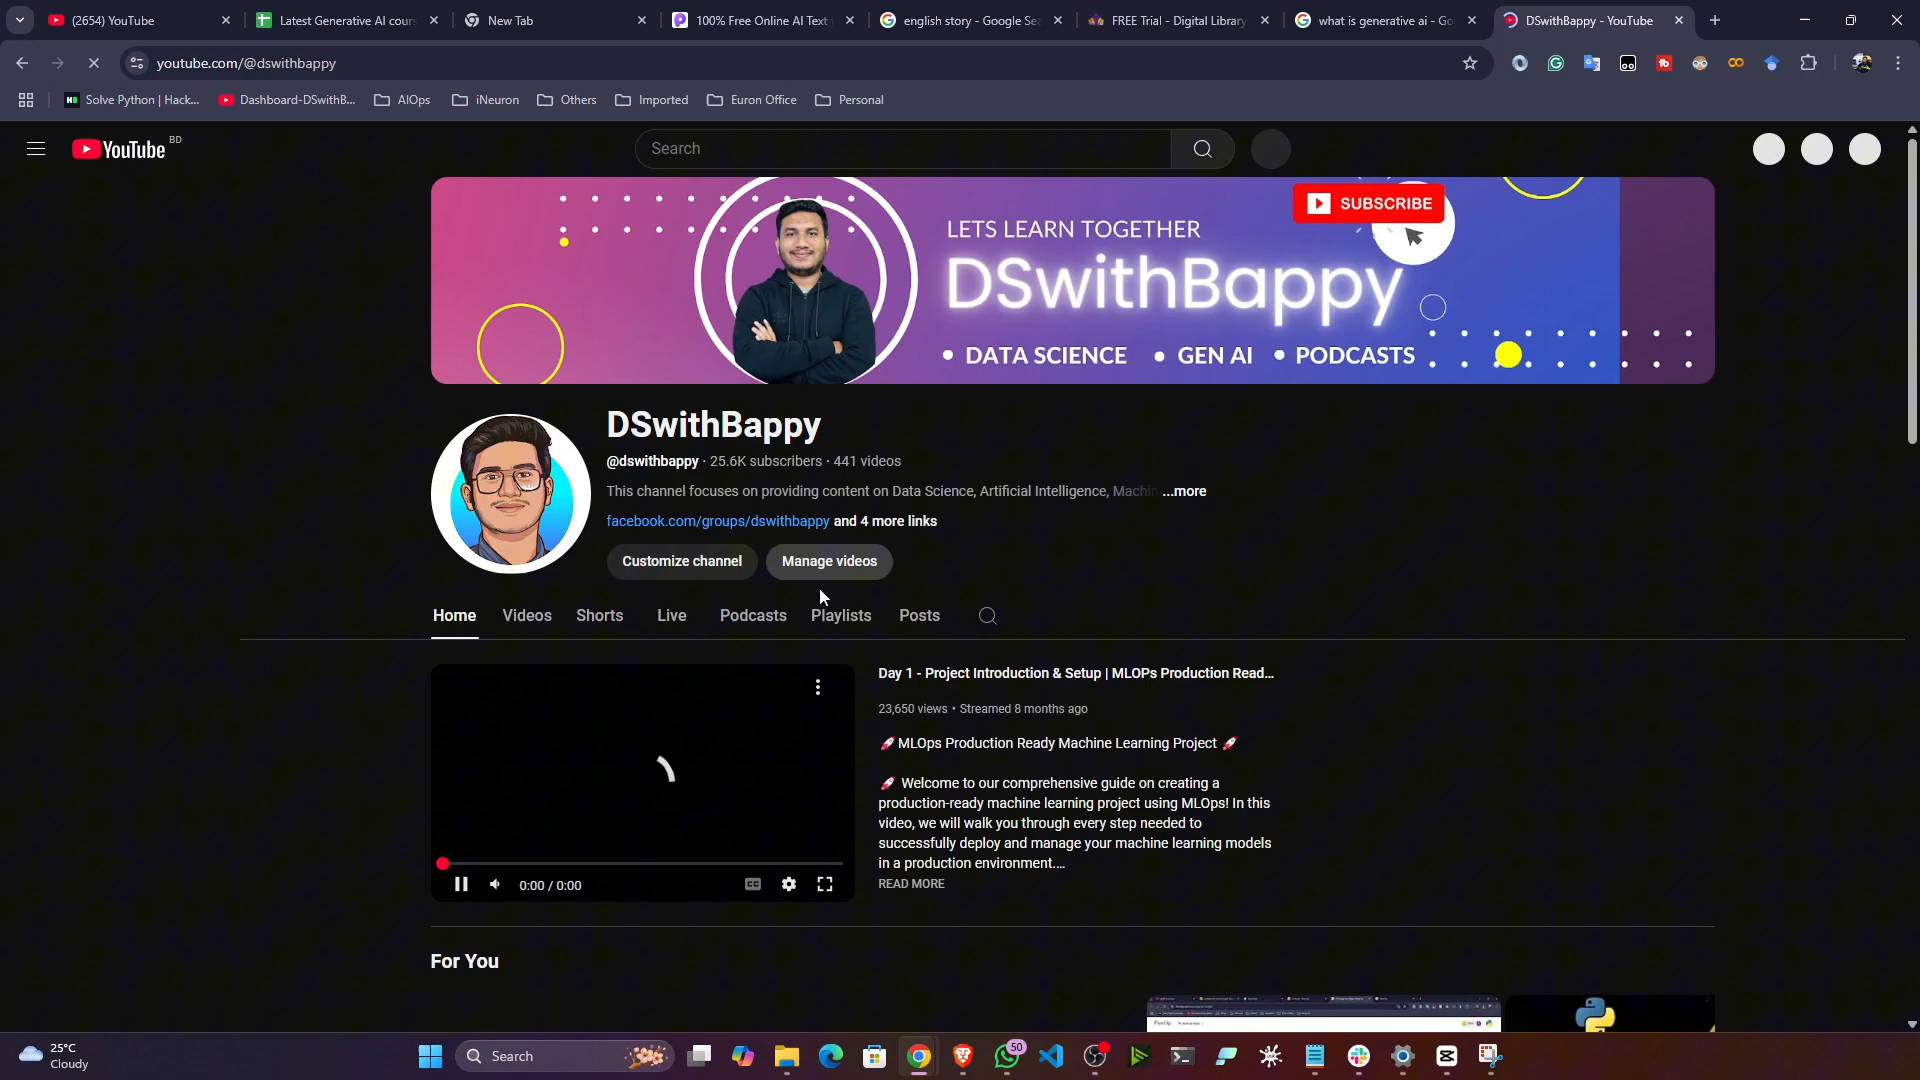 (2654) YouTube
Latest Generative AI cour
New Tab
100% Free Online AI Text
english story - Google Se
FREE Trial - Digital Library
what is generative ai - Go
DSwithBappy - YouTube
youtube.com/@dswithbappy
Solve Python | Hack...
Dashboard-DSwithB...
AIOps
iNeuron
Others
Imported
Euron Office
Personal
YouTube BD
Search
SUBSCRIBE
LETS LEARN TOGETHER
DSwithBappy
• DATA SCIENCE • GEN AI • PODCASTS
DSwithBappy
@dswithbappy · 25.6K subscribers · 441 videos
This channel focuses on providing content on Data Science, Artificial Intelligence, Machin ...more
facebook.com/groups/dswithbappy and 4 more links
Customize channel
Manage videos
Home
Videos
Shorts
Live
Podcasts
Playlists
Posts
Day 1 - Project Introduction & Setup | MLOPs Production Read...
23,650 views • Streamed 8 months ago
🚀 MLOps Production Ready Machine Learning Project 🚀
🚀 Welcome to our comprehensive guide on creating a
production-ready machine learning project using MLOps! In this
video, we will walk you through every step needed to
successfully deploy and manage your machine learning models
in a production environment....
READ MORE
0:00 / 0:00
For You
25°C
Cloudy
Search
50